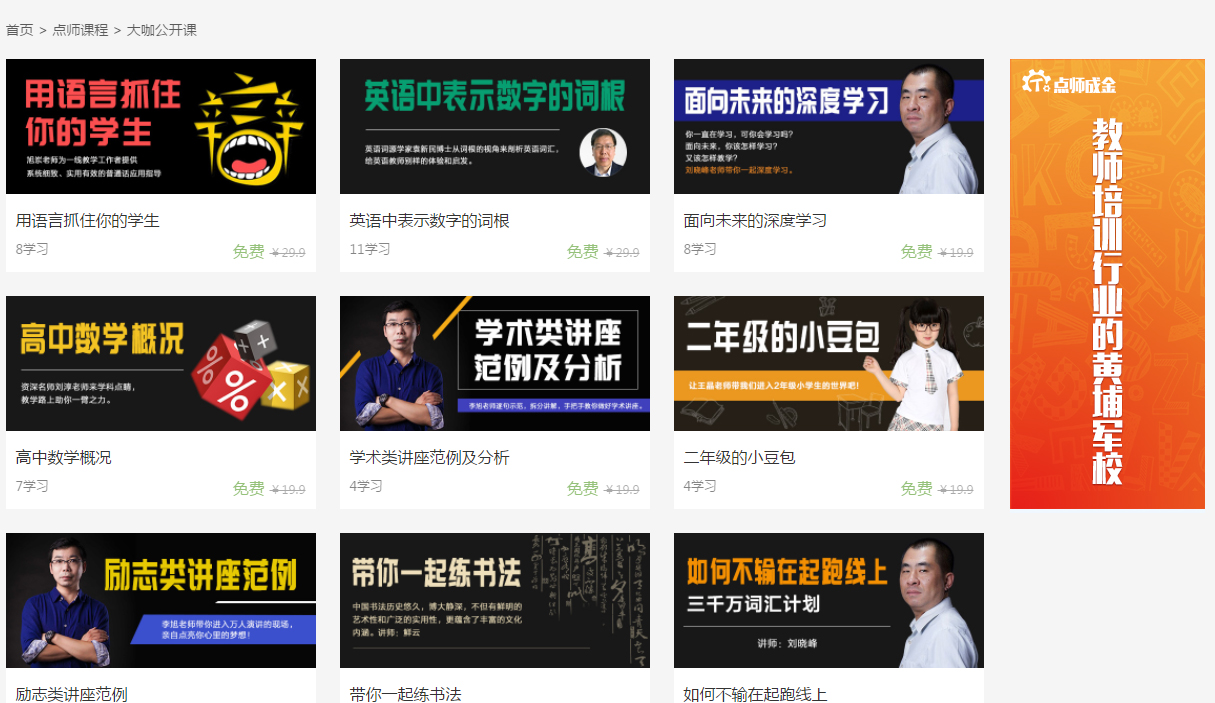 首页 > 点师课程 > 大咖公开课
用语言抓住
你的学生
旭宸老师为一线教学工作者提供
系统细致、实用有效的普通话应用指导
用语言抓住你的学生
8学习
免费 ¥29.9
英语中表示数字的词根
英语词源学家袁新民博士从词根的视角来剖析英语词汇，
给英语教师别样的体验和启发。
英语中表示数字的词根
11学习
免费 ¥29.9
面向未来的深度学习
你一直在学习，可你会学习吗？
面向未来，你该怎样学习？
又该怎样教学？
刘晓峰老师带你一起深度学习。
面向未来的深度学习
8学习
免费 ¥19.9
点师成金
教师培训行业的黄埔军校
高中数学概况
资深名师刘淳老师来学科点睛，
教学路上助你一臂之力。
高中数学概况
7学习
免费 ¥19.9
学术类讲座
范例及分析
李旭老师逐句示范，拆分讲解，手把手教你做好学术讲座。
学术类讲座范例及分析
4学习
免费 ¥19.9
二年级的小豆包
让王晶老师带我们进入2年级小学生的世界吧！
二年级的小豆包
4学习
免费 ¥19.9
励志类讲座范例
李旭老师带你进入万人演讲的现场，
亲自点亮你心里的梦想！
励志类讲座范例
带你一起练书法
中国书法历史悠久，博大静深，不但有鲜明的
艺术性和广泛的实用性，更蕴含了丰富的文化
内涵。讲师：鲜云
带你一起练书法
如何不输在起跑线上
三千万词汇计划
讲师：刘晓峰
如何不输在起跑线上